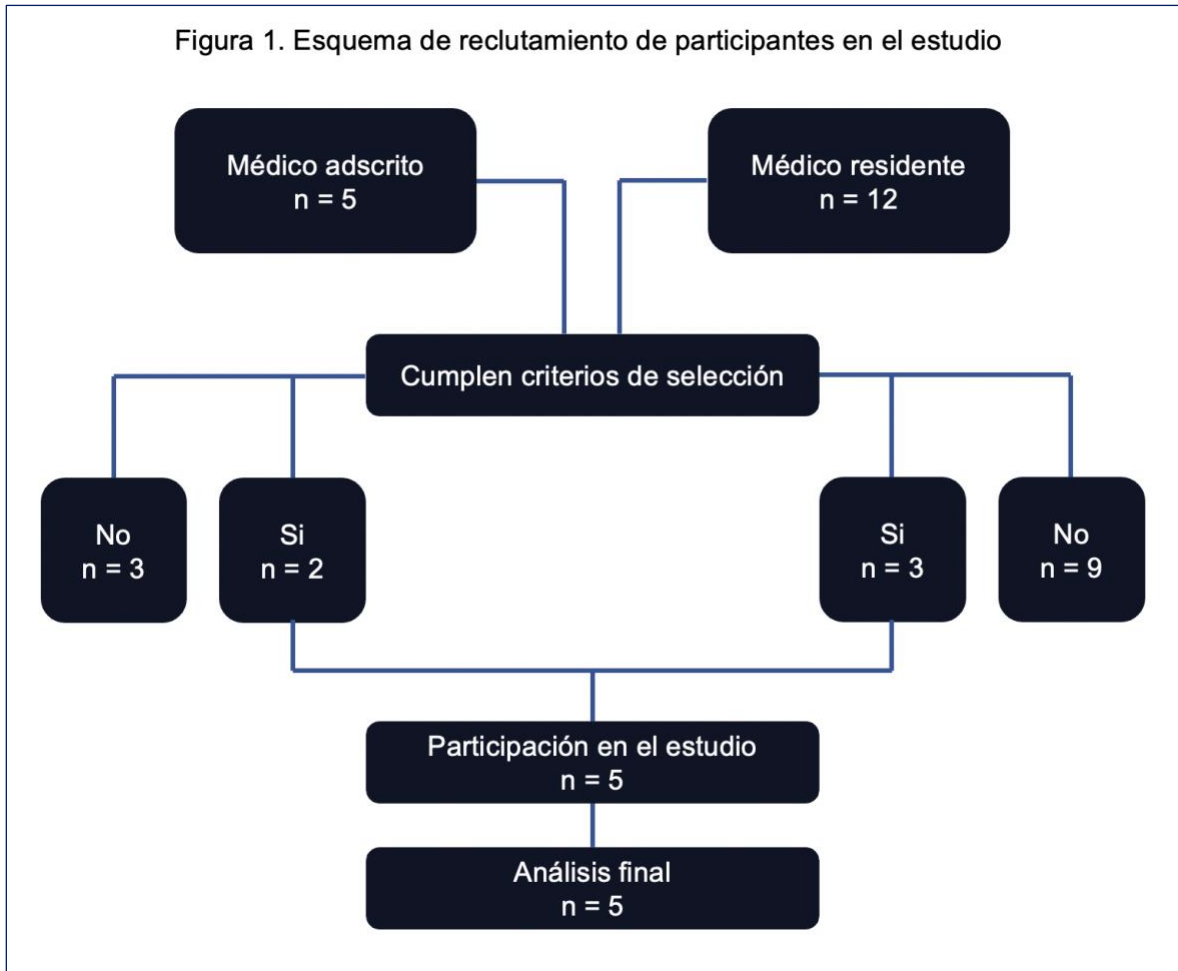 Figura 1. Esquema de reclutamiento de participantes en el estudio
Médico adscrito
n = 5
Médico residente
n = 12
Cumplen criterios de selección
No
n = 3
Si
n = 2
Si
n = 3
No
n = 9
Participación en el estudio
n = 5
Análisis final
n = 5